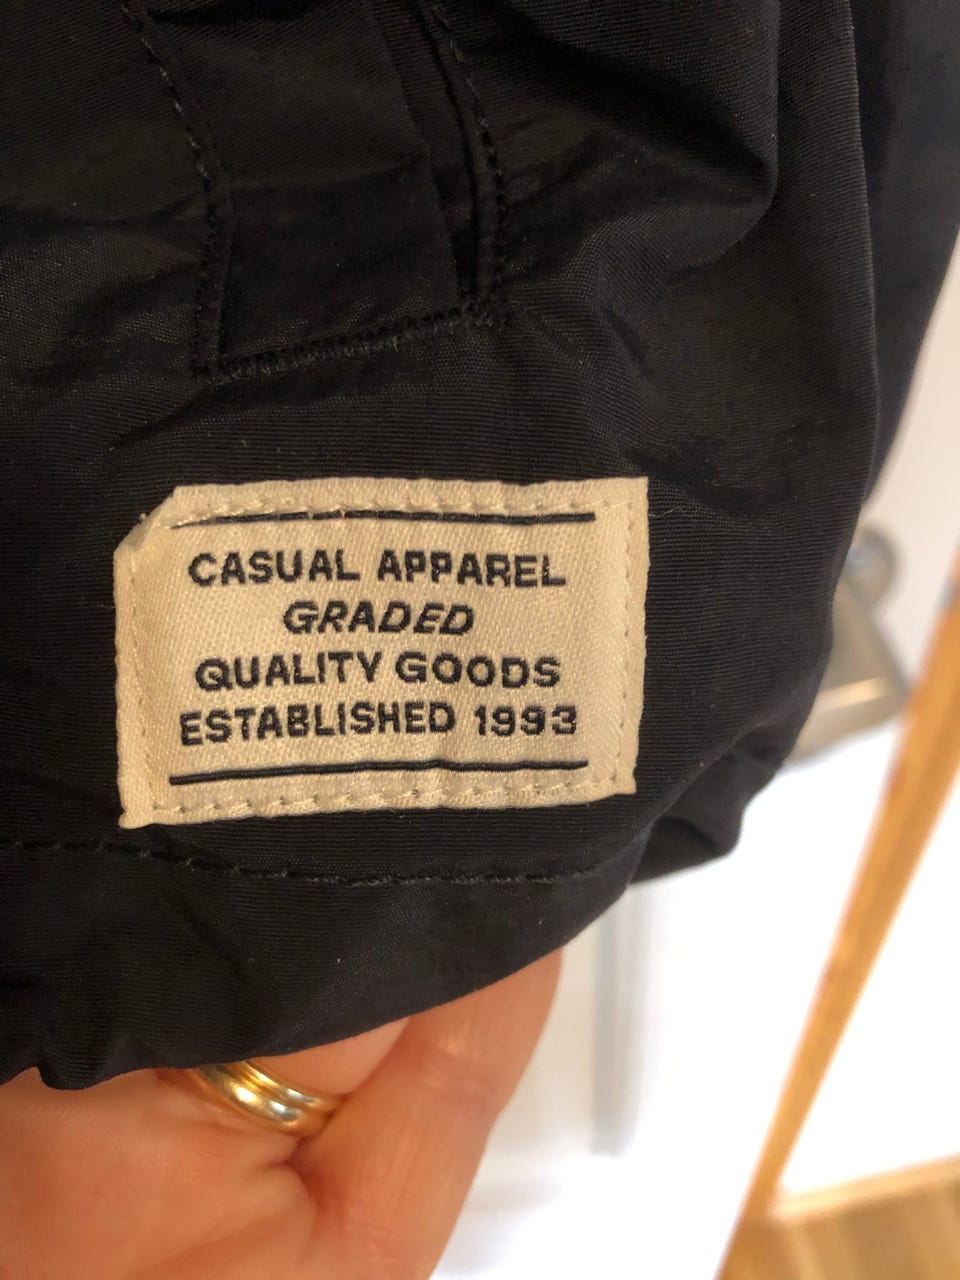 CASUAL APPAREL
GRADED
QUALITY GOODS
ESTABLISHED 1993